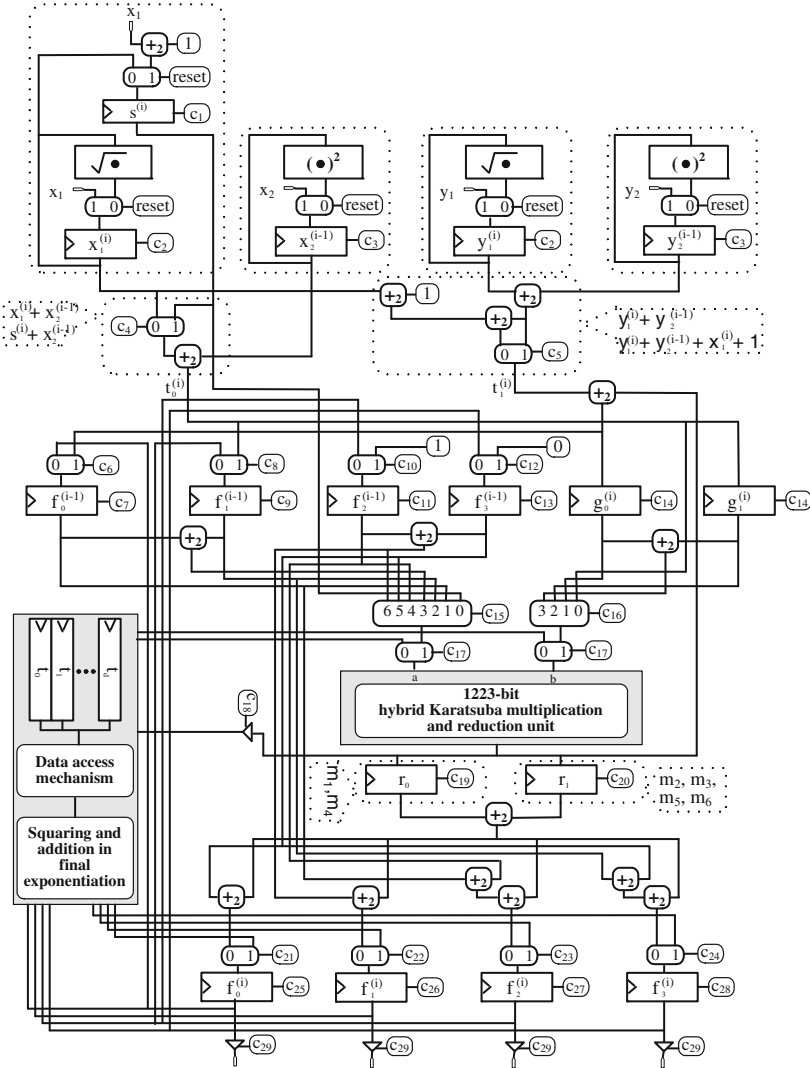 x₁
+₂ 1
0 1 reset
s⁽ⁱ⁾ c₁
√• ( • )² √• ( • )²
x₁ x₂ y₁ y₂
1 0 reset 1 0 reset 1 0 reset 1 0 reset
x₁⁽ⁱ⁾ c₂ x₂⁽ⁱ⁻¹⁾ c₃ y₁⁽ⁱ⁾ c₂ y₂⁽ⁱ⁻¹⁾ c₃
+₂ 1 +₂
x₁⁽ⁱ⁾+ x₂⁽ⁱ⁻¹⁾
s⁽ⁱ⁾+ x₂⁽ⁱ⁻¹⁾
c₄ 0 1 +₂
y₁⁽ⁱ⁾+ y₂⁽ⁱ⁻¹⁾
y₁⁽ⁱ⁾+ y₂⁽ⁱ⁻¹⁾+ x₁⁽ⁱ⁾+ 1
+₂ 0 1 c₅
t₀⁽ⁱ⁾ t₁⁽ⁱ⁾ +₂
1 0
0 1 c₆ 0 1 c₈ 0 1 c₁₀ 0 1 c₁₂
f₀⁽ⁱ⁻¹⁾ c₇ f₁⁽ⁱ⁻¹⁾ c₉ f₂⁽ⁱ⁻¹⁾ c₁₁ f₃⁽ⁱ⁻¹⁾ c₁₃ g₀⁽ⁱ⁾ c₁₄ g₁⁽ⁱ⁾ c₁₄
+₂ +₂ +₂
6 5 4 3 2 1 0 c₁₅ 3 2 1 0 c₁₆
0 1 c₁₇ 0 1 c₁₇
a b
t₀ t₁ ••• t_d
c₁₈
1223-bit
hybrid Karatsuba multiplication
and reduction unit
Data access
mechanism
m₁,m₄
r₀ c₁₉ r₁ c₂₀
m₂, m₃,
m₅, m₆
+₂
Squaring and
addition in
final
exponentiation
+₂ +₂
+₂ +₂ +₂ +₂
0 1 c₂₁ 0 1 c₂₂ 0 1 c₂₃ 0 1 c₂₄
f₀⁽ⁱ⁾ c₂₅ f₁⁽ⁱ⁾ c₂₆ f₂⁽ⁱ⁾ c₂₇ f₃⁽ⁱ⁾ c₂₈
c₂₉ c₂₉ c₂₉ c₂₉